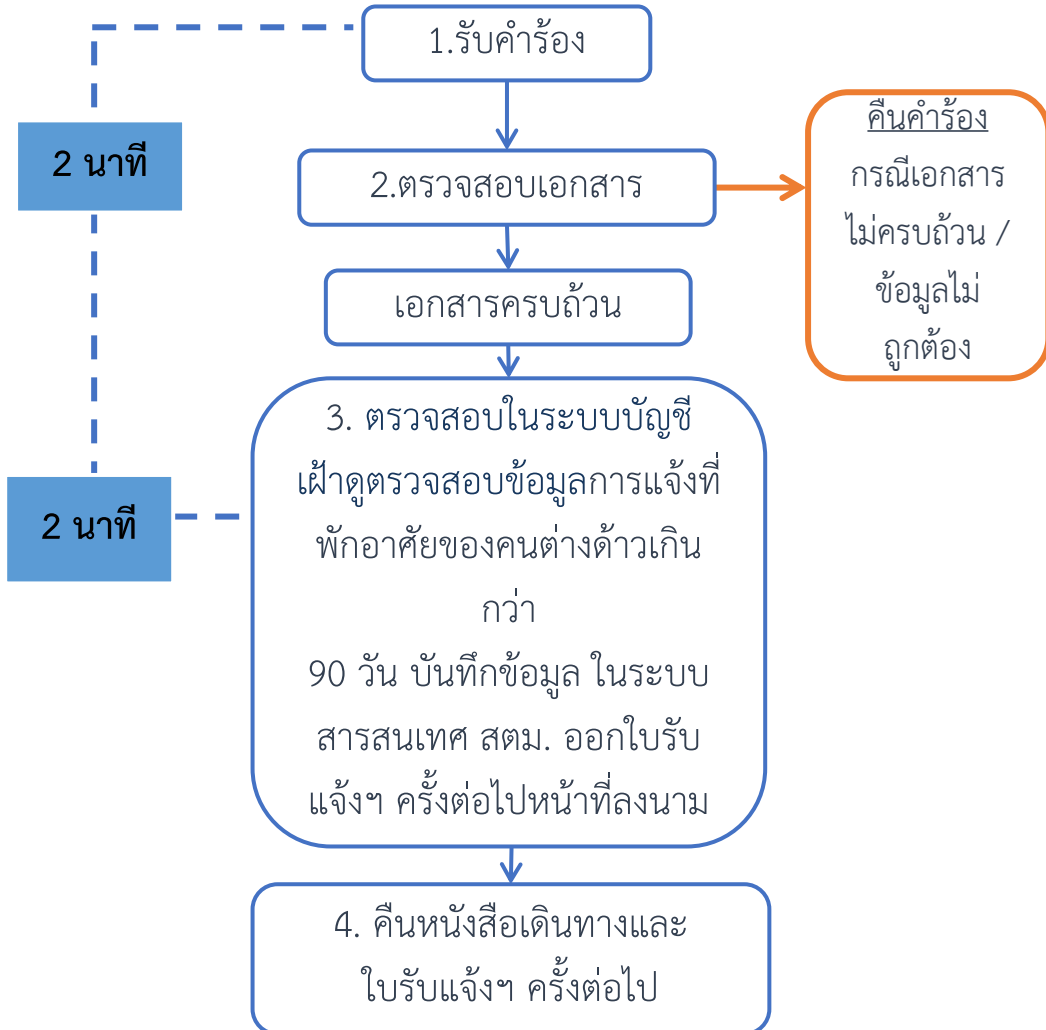 1.รับคำร้อง
2 นาที
2.ตรวจสอบเอกสาร
คืนคำร้อง
กรณีเอกสาร
ไม่ครบถ้วน /
ข้อมูลไม่
ถูกต้อง
เอกสารครบถ้วน
2 นาที
3. ตรวจสอบในระบบบัญชี
เฝ้าดูตรวจสอบข้อมูลการแจ้งที่
พักอาศัยของคนต่างด้าวเกิน
กว่า
90 วัน บันทึกข้อมูล ในระบบ
สารสนเทศ สตม. ออกใบรับ
แจ้งฯ ครั้งต่อไปหน้าที่ลงนาม
4. คืนหนังสือเดินทางและ
ใบรับแจ้งฯ ครั้งต่อไป